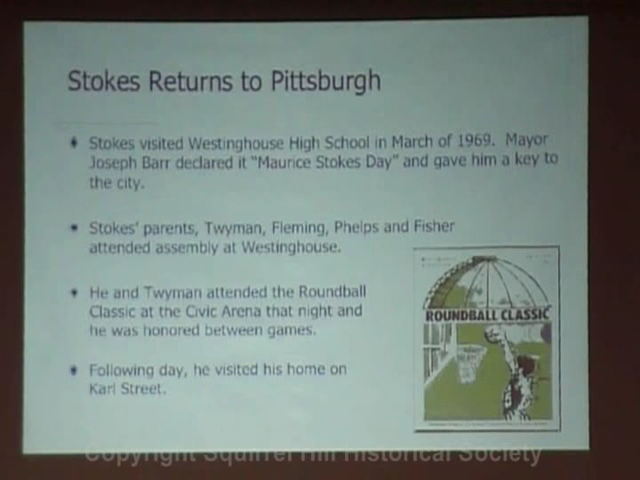 Stokes Returns to Pittsburgh
Stokes visited Westinghouse High School in March of 1969. Mayor
Joseph Barr declared it "Maurice Stokes Day" and gave him a key to
the city.
Stokes' parents, Twyman, Fleming, Phelps and Fisher
attended assembly at Westinghouse.
He and Twyman attended the Roundball
Classic at the Civic Arena that night and
he was honored between games.
Following day, he visited his home on
Karl Street.
ROUNDBALL CLASSIC
Copyright Squirrel Hill Historical Society